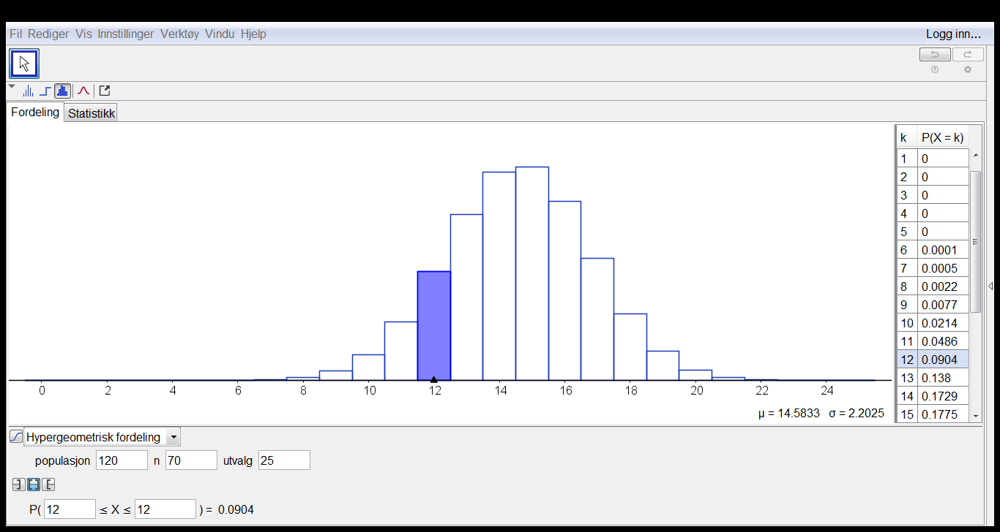 Fil Rediger Vis Innstillinger Verktøy Vindu Hjelp Logg inn...
Fordeling Statistikk
k P(X = k)
1 0
2 0
3 0
4 0
5 0
6 0.0001
7 0.0005
8 0.0022
9 0.0077
10 0.0214
11 0.0486
12 0.0904
13 0.138
14 0.1729
15 0.1775
0 2 4 6 8 10 12 14 16 18 20 22 24
μ = 14.5833 σ = 2.2025
Hypergeometrisk fordeling
populasjon 120 n 70 utvalg 25
P( 12 ≤ X ≤ 12 ) = 0.0904